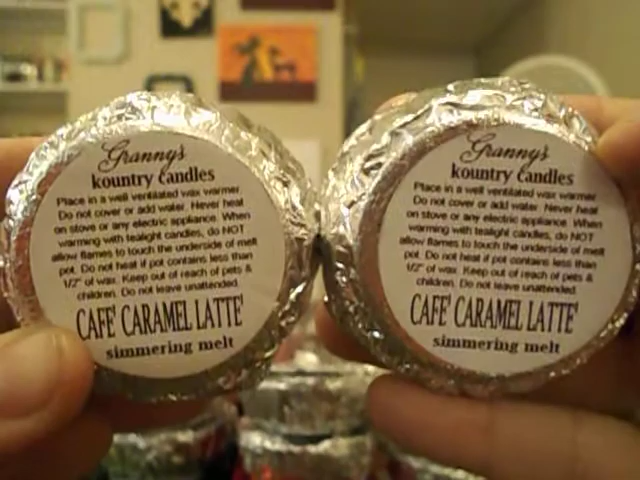 Granny's
kountry candles
Place in a well ventilated wax warmer.
Do not cover or add water. Never heat
on stove or any electric appliance. When
warming with tealight candles, do NOT
allow flames to touch the underside of melt
pot. Do not heat if pot contains less than
1/2" of wax. Keep out of reach of pets &
children. Do not leave unattended.
CAFE' CARAMEL LATTE'
simmering melt
Granny's
kountry candles
Place in a well ventilated wax warmer.
Do not cover or add water. Never heat
on stove or any electric appliance. When
warming with tealight candles, do NOT
allow flames to touch the underside of melt
pot. Do not heat if pot contains less than
1/2" of wax. Keep out of reach of pets &
children. Do not leave unattended.
CAFE' CARAMEL LATTE'
simmering melt